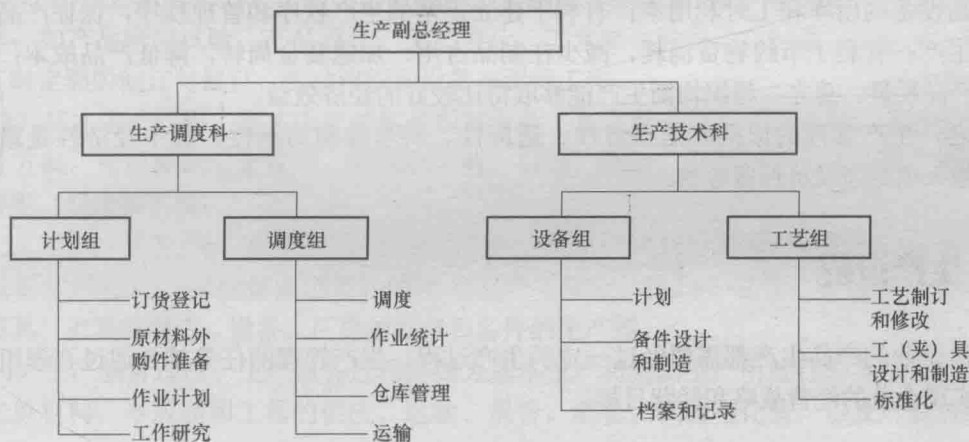 生产副总经理
生产调度科
生产技术科
计划组
调度组
设备组
工艺组
订货登记
原材料外
购件准备
作业计划
工作研究
调度
作业统计
仓库管理
运输
计划
备件设计
和制造
档案和记录
工艺制订
和修改
工（夹）具
设计和制造
标准化